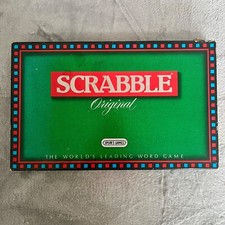 SCRABBLE
Original
SPEAR'S GAMES
THE WORLD'S LEADING WORD GAME